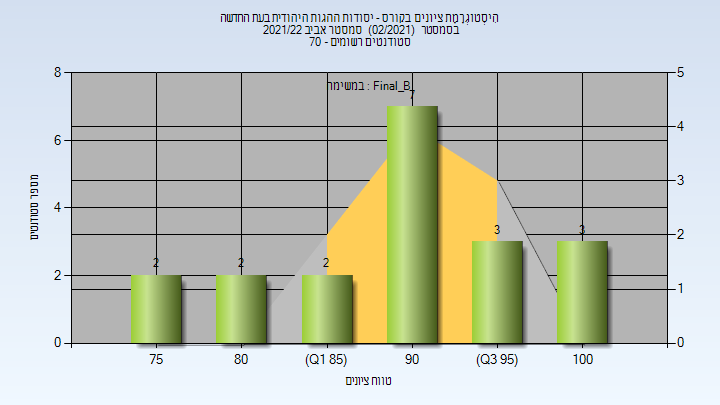 הִיסְטוֹגְרָמַת ציונים בקורס - יסודות ההגות היהודית בעת החדשה
בסמסטר (02/2021) סמסטר אביב 2021/22
סטודנטים רשומים - 70
במשימה : Final_B
8
6
4
2
0
5
4
3
2
1
0
מספר סטודנטים
2
2
2
7
3
3
75
80
(Q1 85)
90
(Q3 95)
100
טווח ציונים